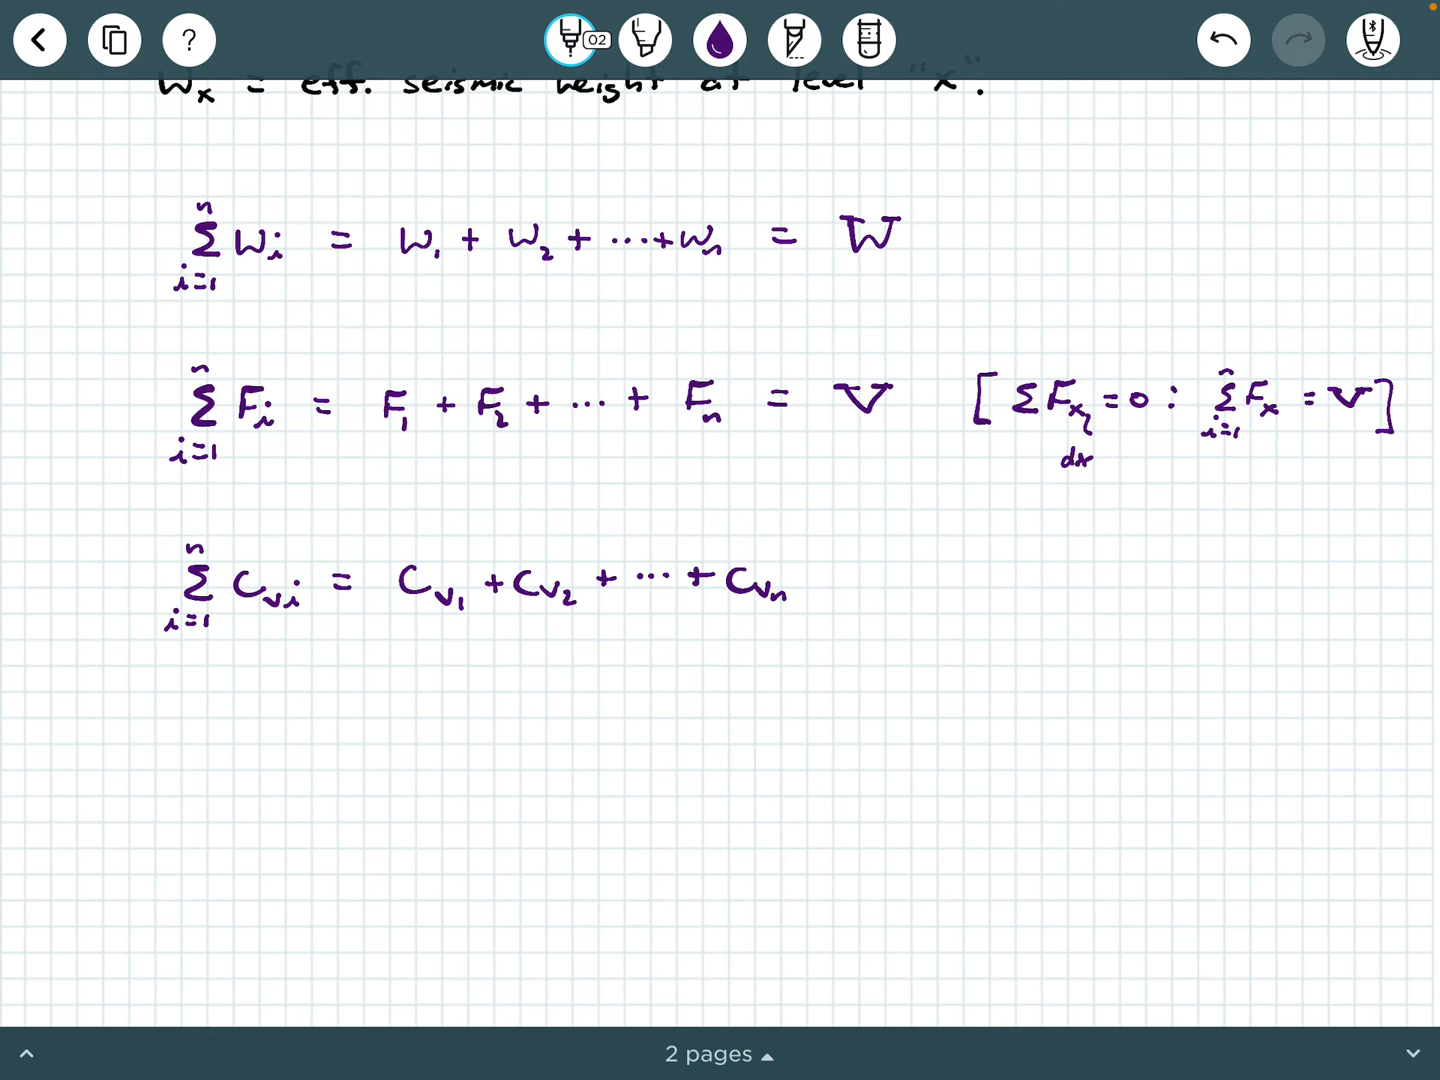 ? 02
Wx = eff. seismic weight at level "x".
n
Σ Wi = W1 + W2 + ...+ Wn = W
i=1
n
Σ Fi = F1 + F2 + ... + Fn = V [ΣFx = 0 : Σ Fx = V]
i=1
n
Σ Cvi = Cv1 + Cv2 + ... + Cvn
i=1
2 pages